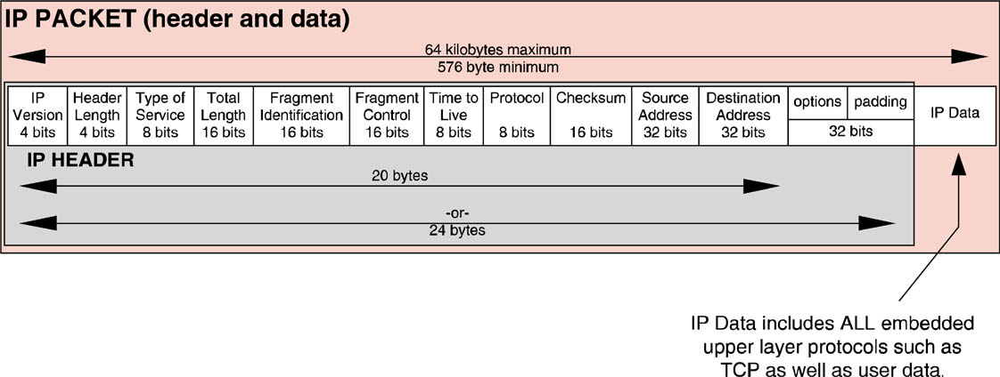 IP PACKET (header and data)
64 kilobytes maximum
576 byte minimum
IP
Version
4 bits
Header
Length
4 bits
Type of
Service
8 bits
Total
Length
16 bits
Fragment
Identification
16 bits
Fragment
Control
16 bits
Time to
Live
8 bits
Protocol
8 bits
Checksum
16 bits
Source
Address
32 bits
Destination
Address
32 bits
options
padding
32 bits
IP Data
IP HEADER
20 bytes
-or-
24 bytes
IP Data includes ALL embedded
upper layer protocols such as
TCP as well as user data.